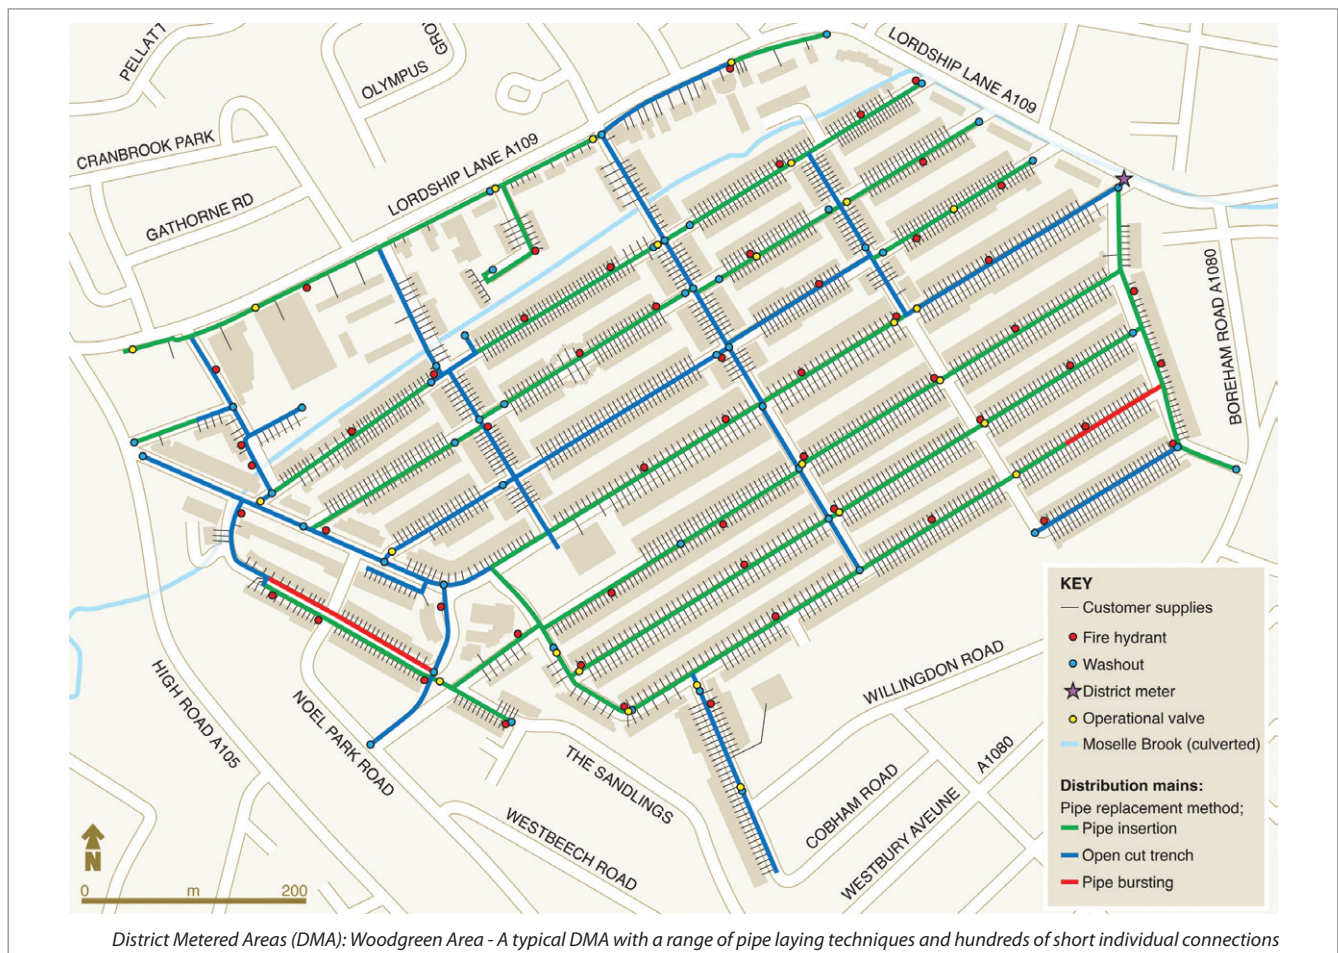 PELLATT
OLYMPUS
GRO
LORDSHIP LANE A109
CRANBROOK PARK
LORDSHIP LANE A109
GATHORNE RD
BOREHAM ROAD A1080
HIGH ROAD A105
NOEL PARK ROAD
THE SANDLINGS
WESTBEECH ROAD
WILLINGDON ROAD
COBHAM ROAD
A1080
WESTBURY AVEUNE
N
0 m 200
KEY
Customer supplies
Fire hydrant
Washout
District meter
Operational valve
Moselle Brook (culverted)
Distribution mains:
Pipe replacement method;
Pipe insertion
Open cut trench
Pipe bursting
District Metered Areas (DMA): Woodgreen Area - A typical DMA with a range of pipe laying techniques and hundreds of short individual connections